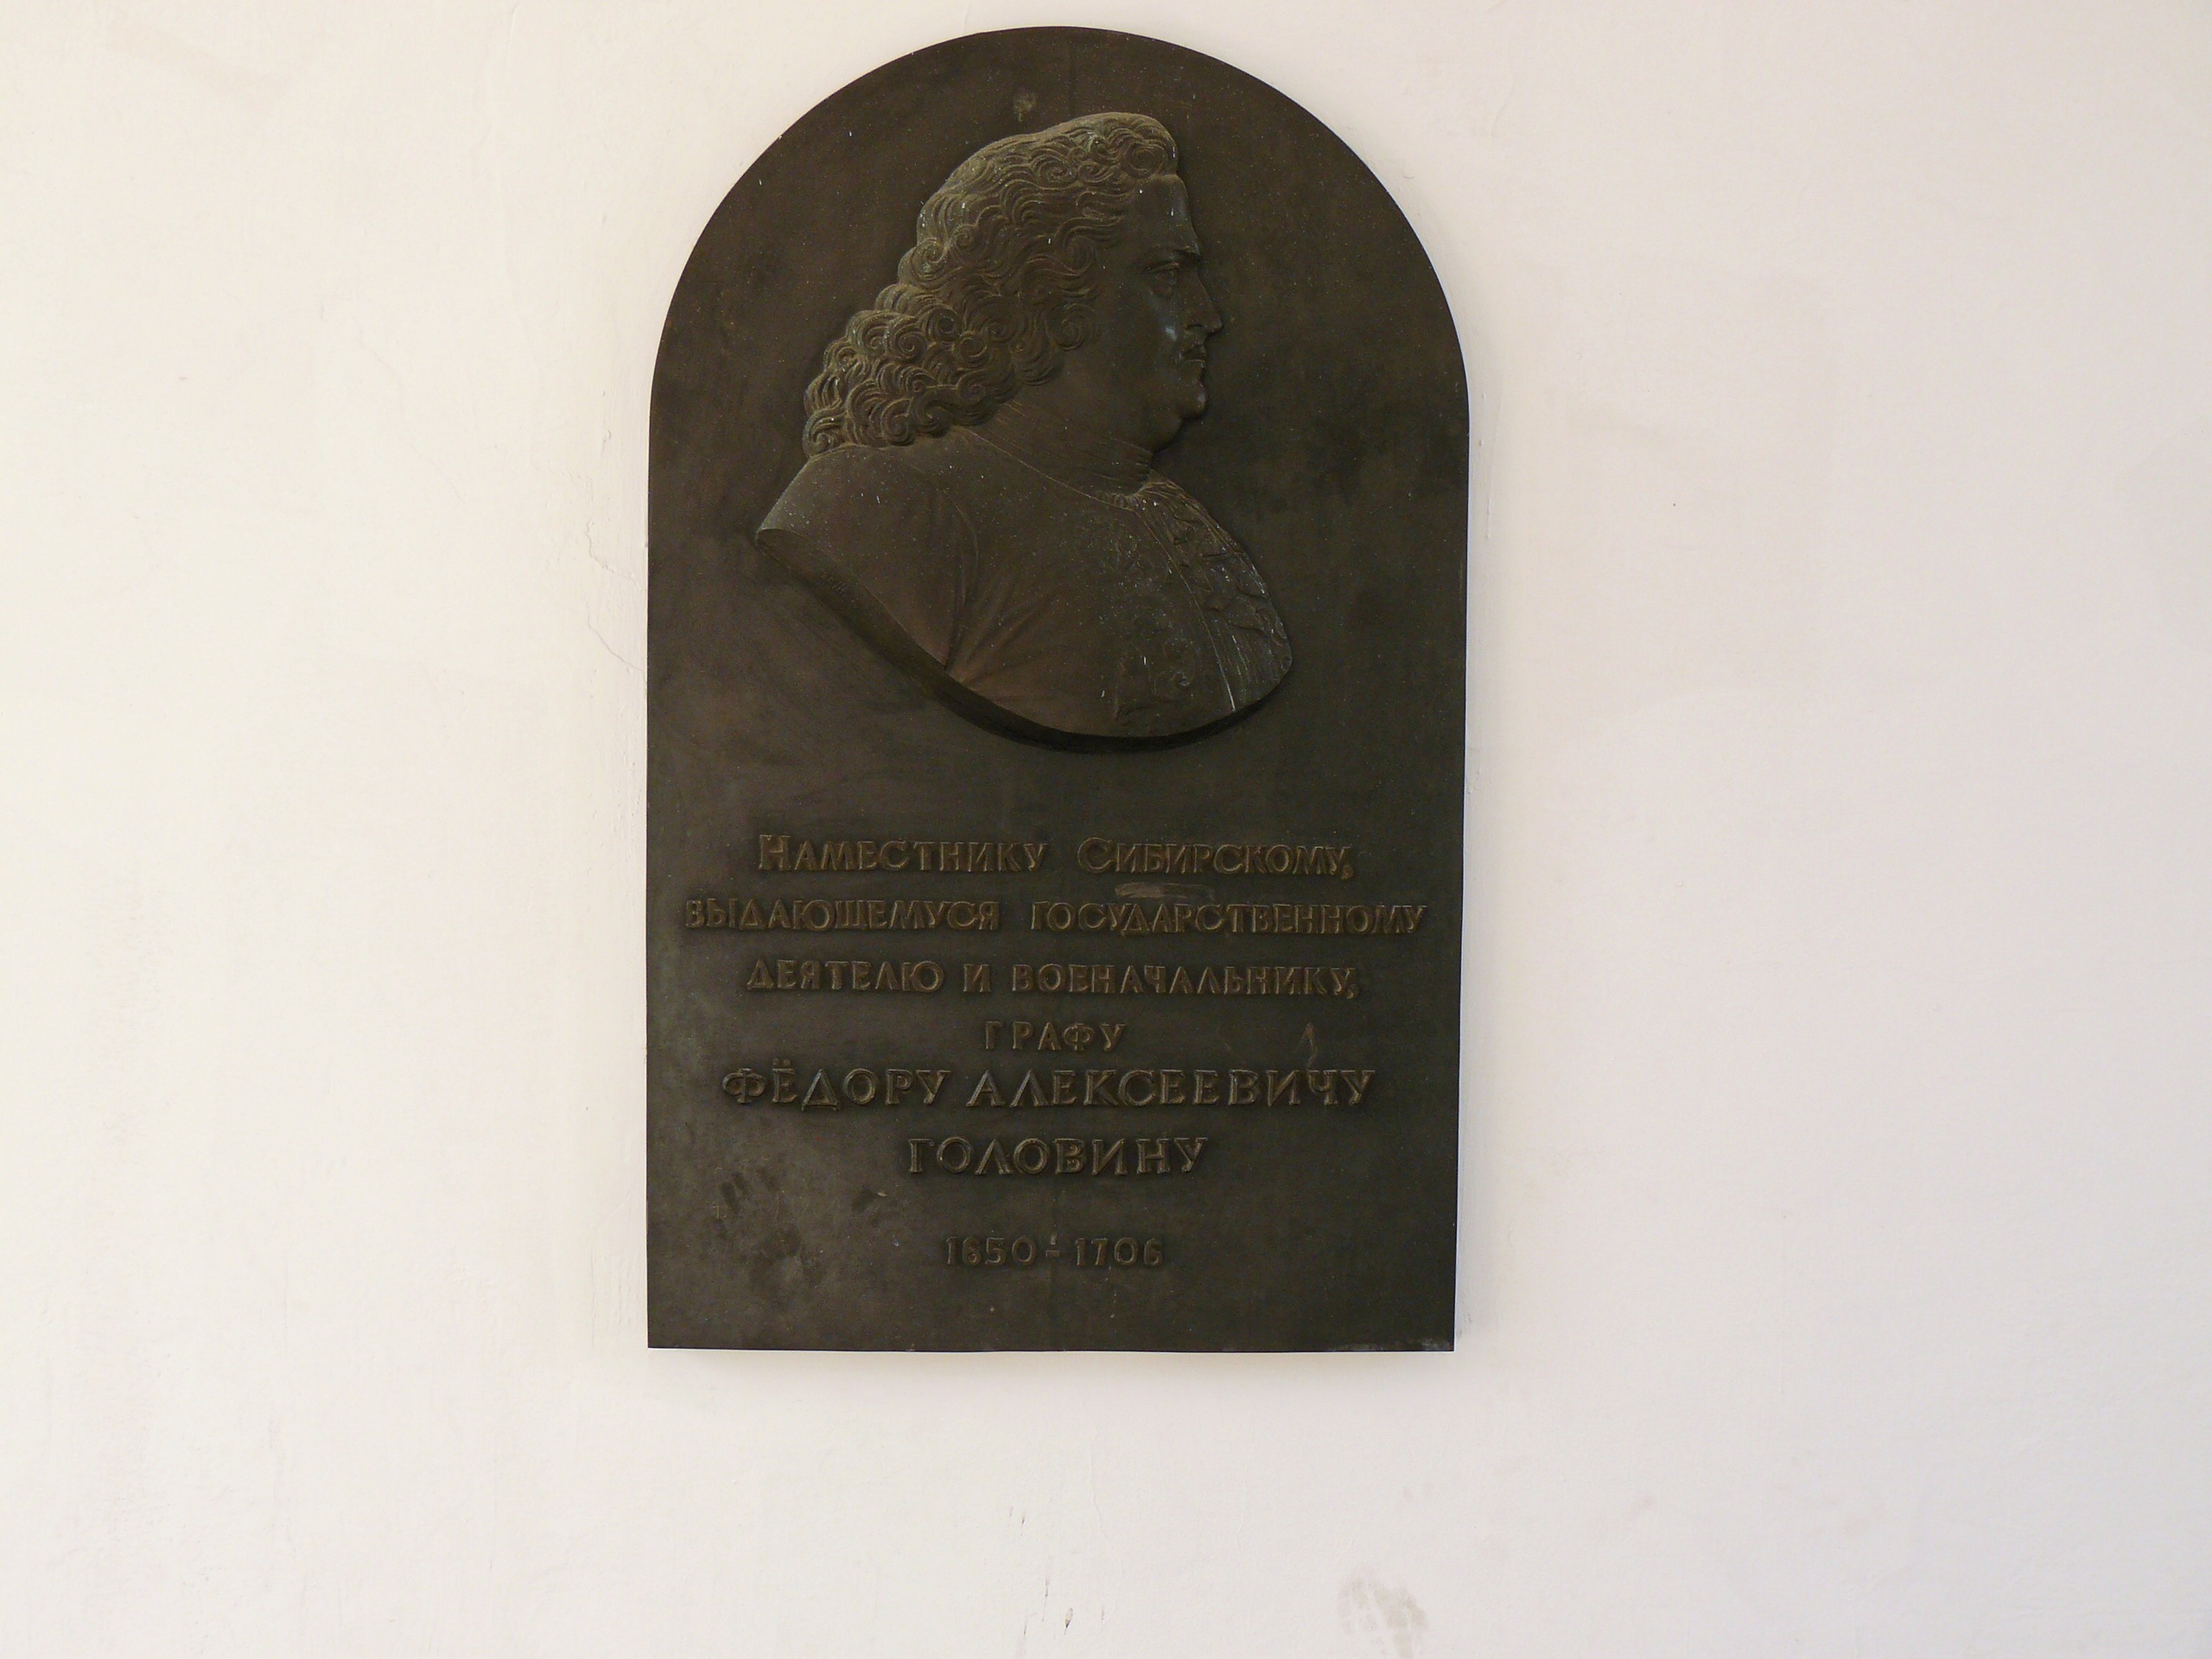 Наместнику Сибирскому,
выдающемуся государственному
деятелю и военачальнику,
графу
ФЁДОРУ АЛЕКСЕЕВИЧУ
ГОЛОВИНУ
1650-1706